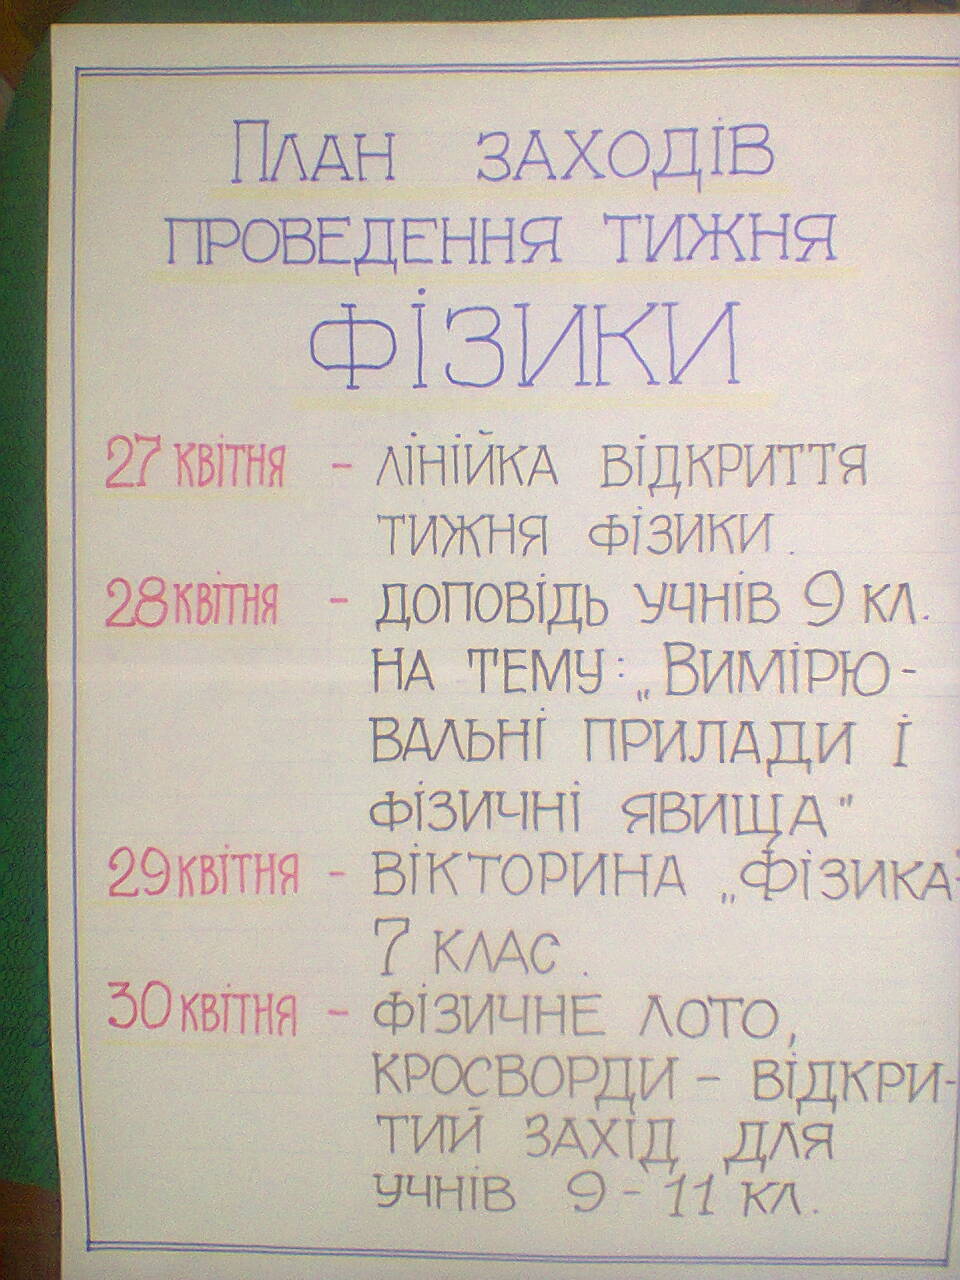 План заходів
проведення тижня
фізики
27 квітня - лінійка відкриття
тижня фізики.
28 квітня - доповідь учнів 9 кл.
на тему: „Вимірю-
вальні прилади і
фізичні явища"
29 квітня - вікторина „Фізика"
7 клас.
30 квітня - фізичне лото,
кросворди - відкри-
тий захід для
учнів 9 - 11 кл.